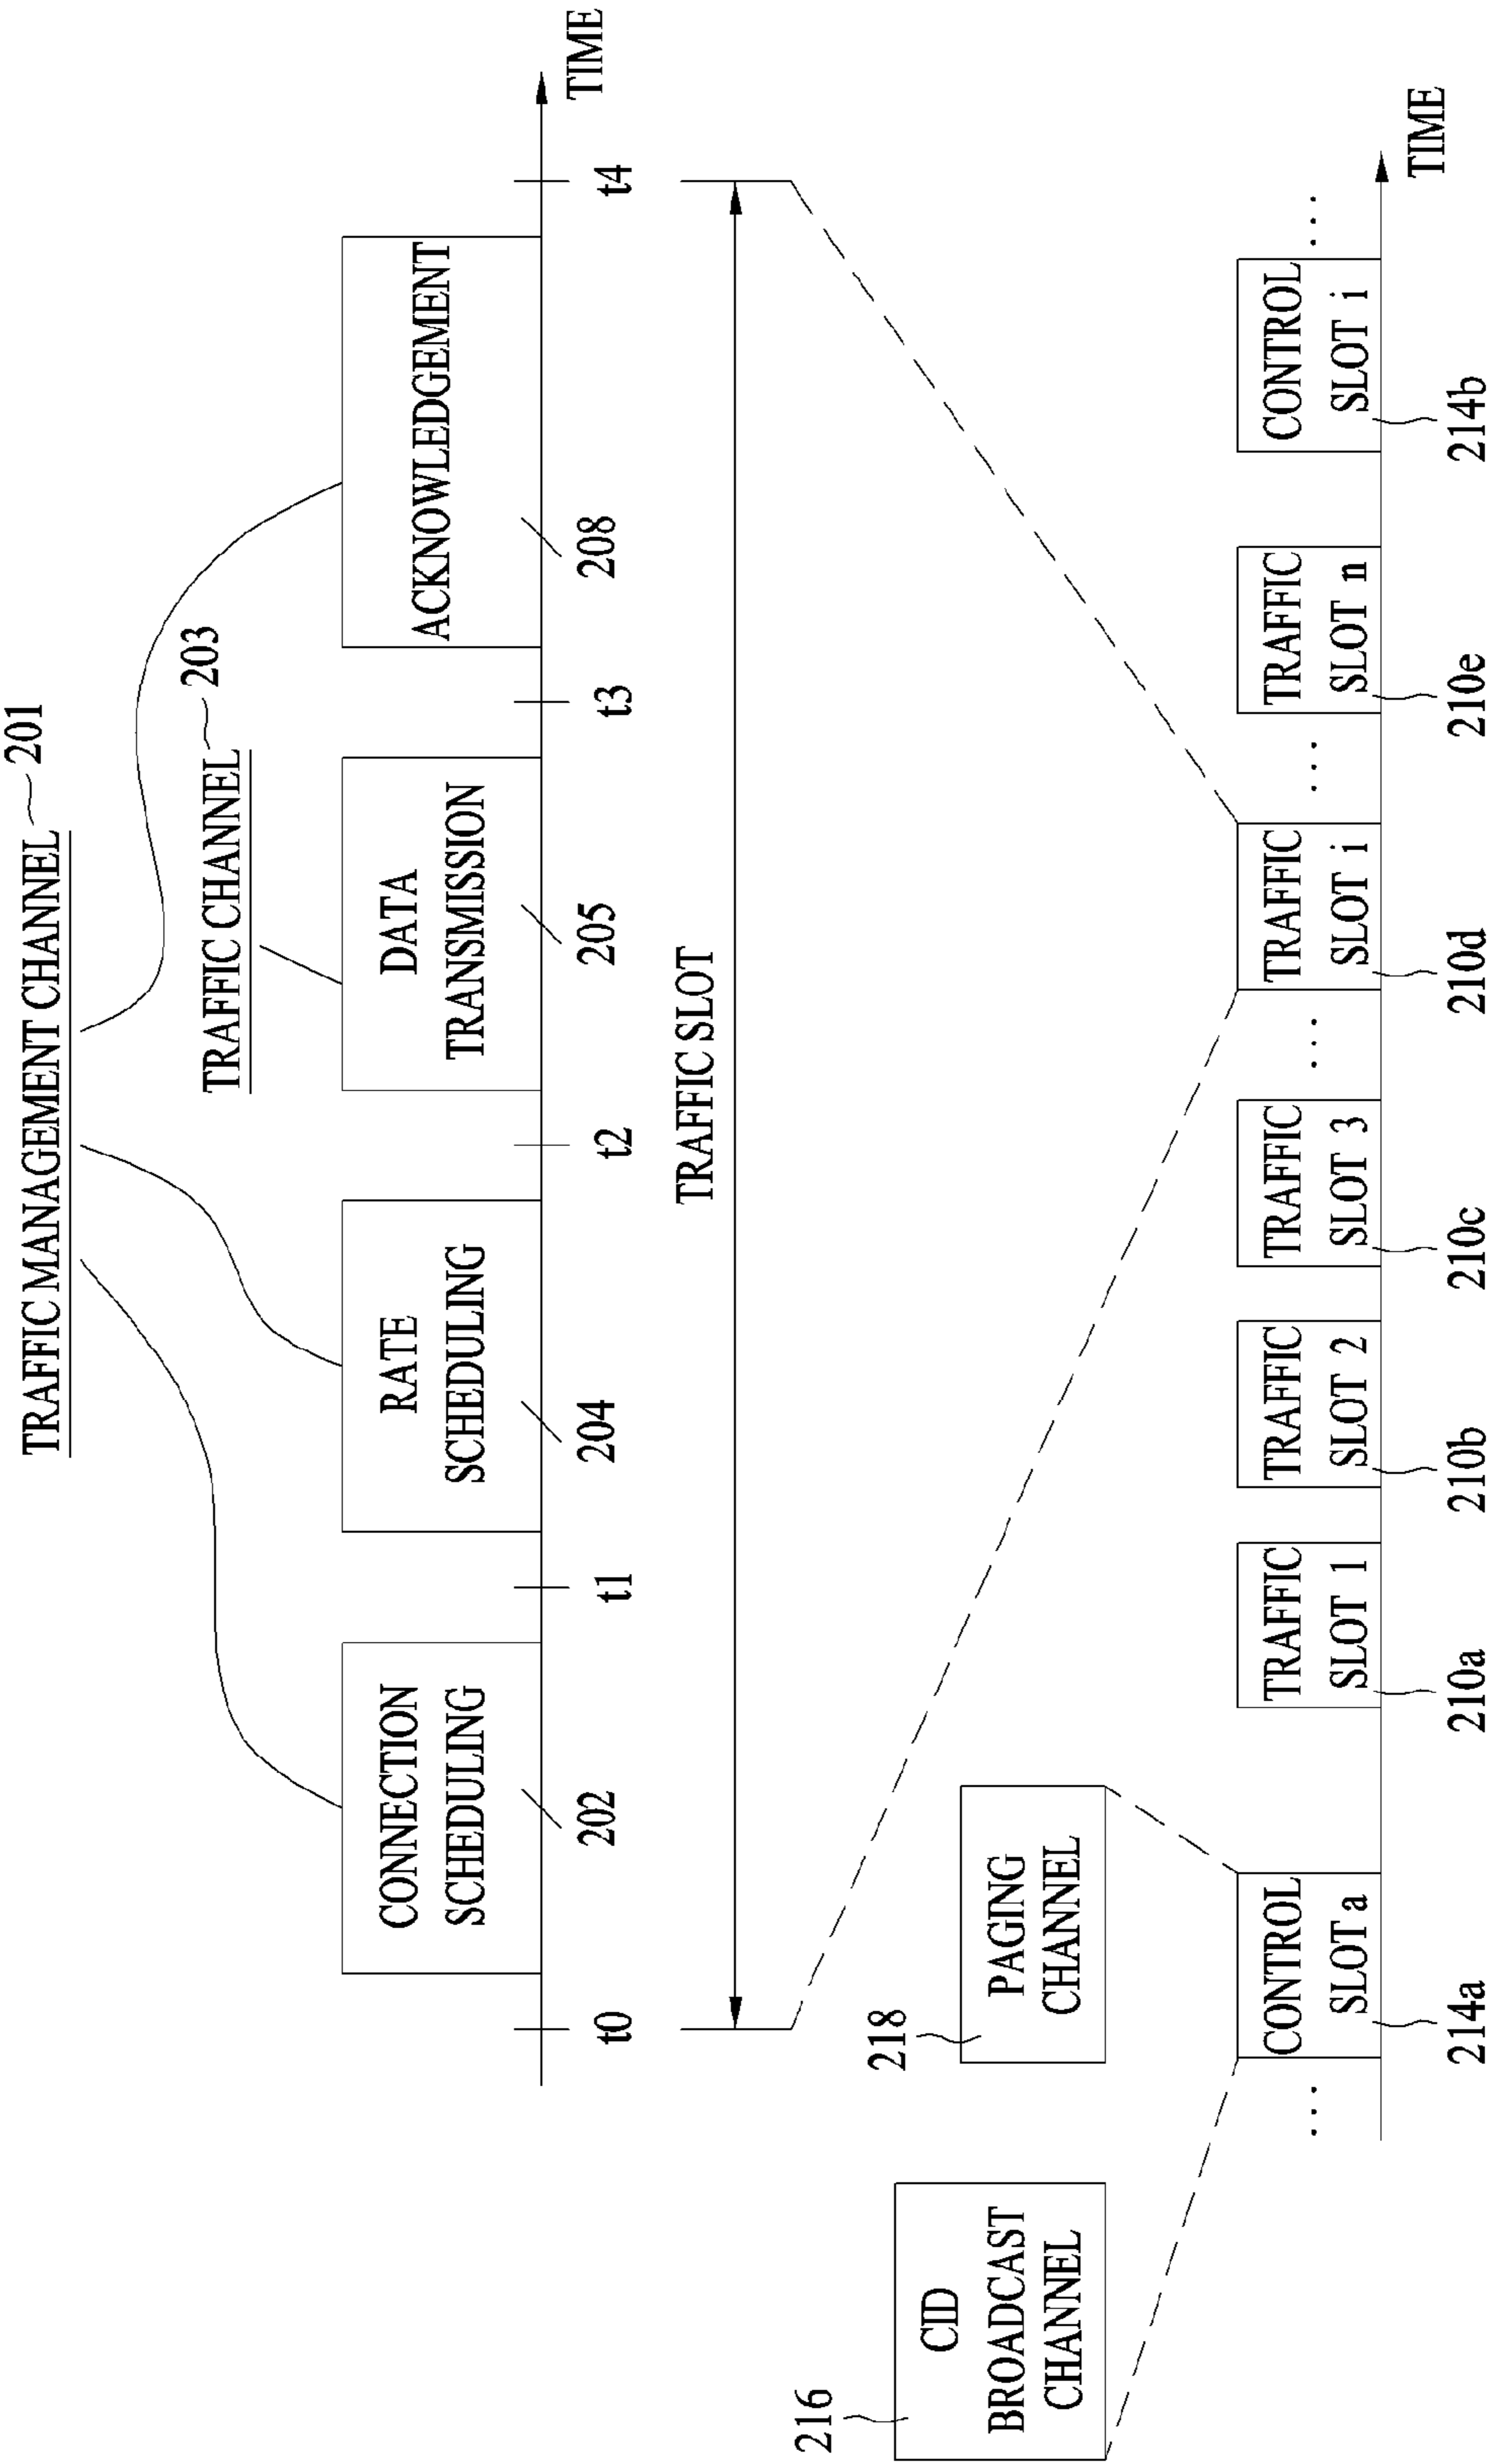 TRAFFIC MANAGEMENT CHANNEL 201
TRAFFIC CHANNEL 203
CONNECTION
SCHEDULING
202
RATE
SCHEDULING
204
DATA
TRANSMISSION
205
ACKNOWLEDGEMENT
208
t0
t1
t2
t3
t4
TIME
TRAFFIC SLOT
216
CID
BROADCAST
CHANNEL
218
PAGING
CHANNEL
...
CONTROL
SLOT a
214a
TRAFFIC
SLOT 1
210a
TRAFFIC
SLOT 2
210b
TRAFFIC
SLOT 3
210c
...
TRAFFIC
SLOT i
210d
...
TRAFFIC
SLOT n
210e
CONTROL
SLOT i
214b
...
TIME